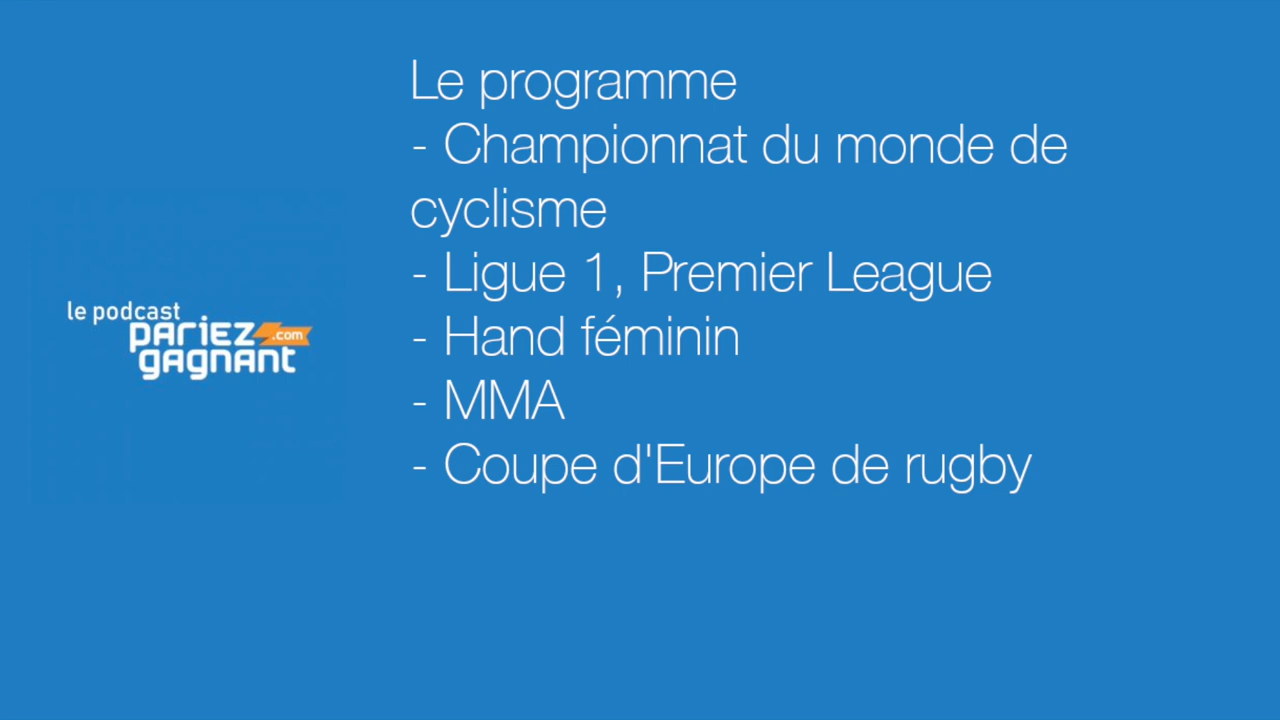 Le programme
- Championnat du monde de
cyclisme
- Ligue 1, Premier League
- Hand féminin
- MMA
- Coupe d'Europe de rugby
le podcast
PARIEZ .com
GAGNANT